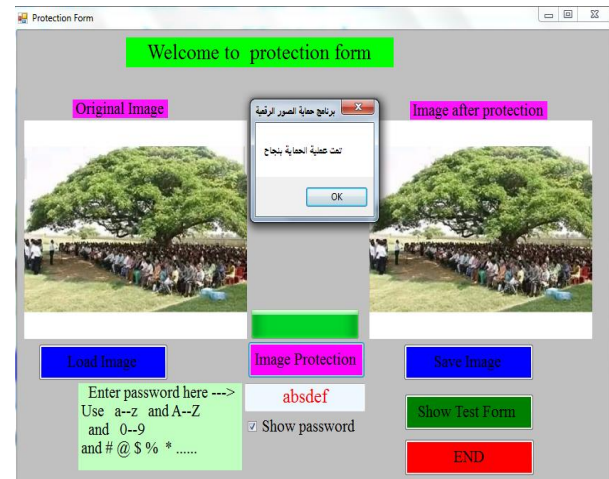 Protection Form
Welcome to protection form
Original Image
برنامج حماية الصور الرقمية
Image after protection
تمت عملية الحماية بنجاح
OK
Load Image
Image Protection
Save Image
Enter password here --->
Use a--z and A--Z
and 0--9
and # @ $ % * ......
absdef
Show password
Show Test Form
END